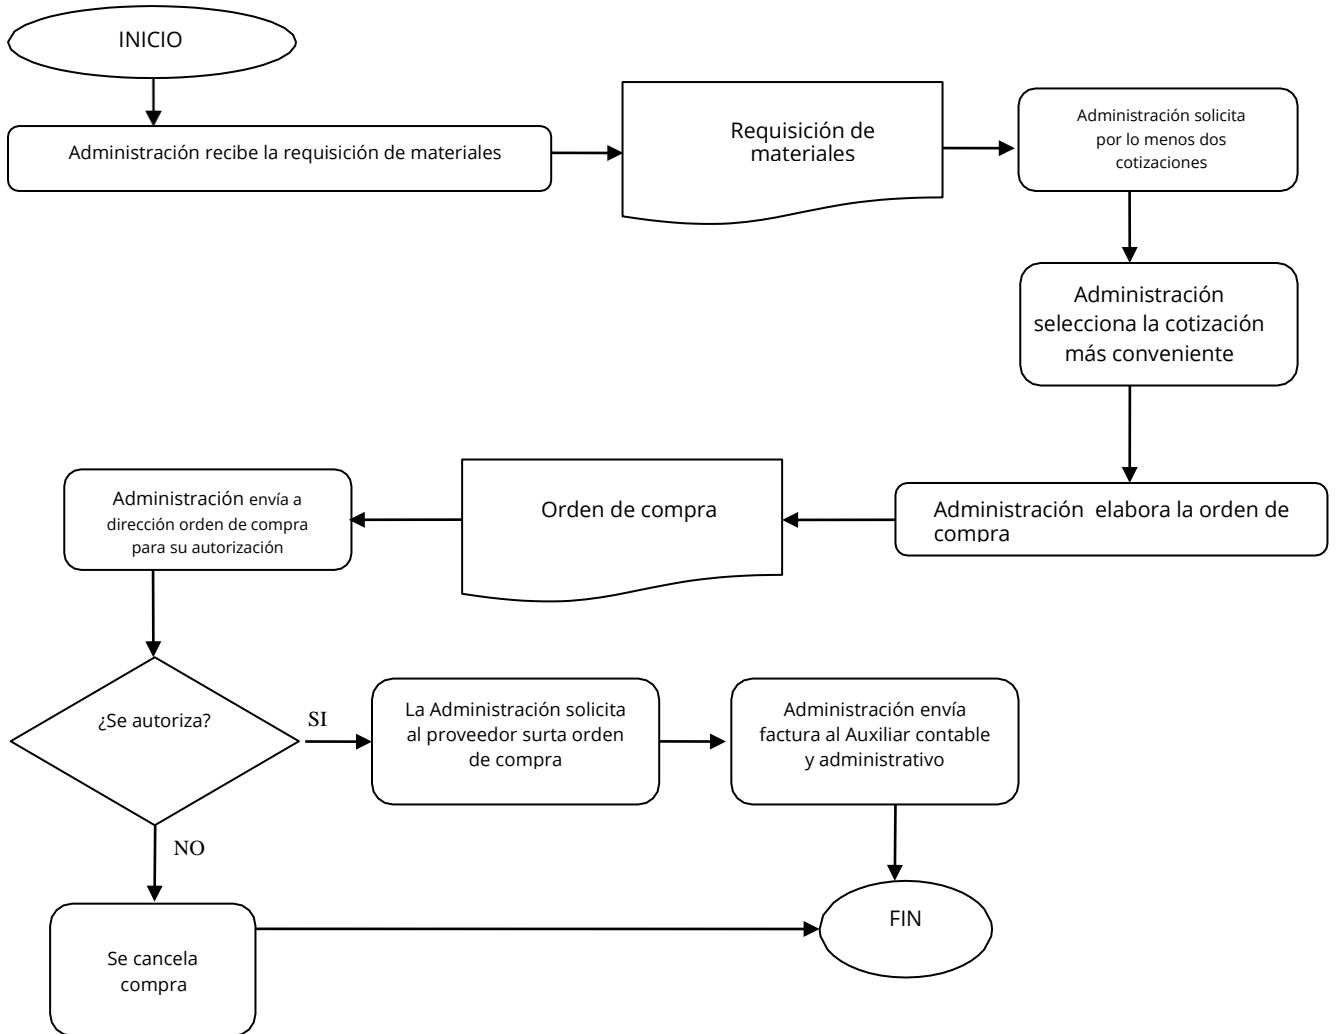 INICIO
Administración recibe la requisición de materiales
Requisición de
materiales
Administración solicita
por lo menos dos
cotizaciones
Administración
selecciona la cotización
más conveniente
Administración elabora la orden de
compra
Orden de compra
Administración envía a
dirección orden de compra
para su autorización
¿Se autoriza?
SI
La Administración solicita
al proveedor surta orden
de compra
Administración envía
factura al Auxiliar contable
y administrativo
NO
Se cancela
compra
FIN